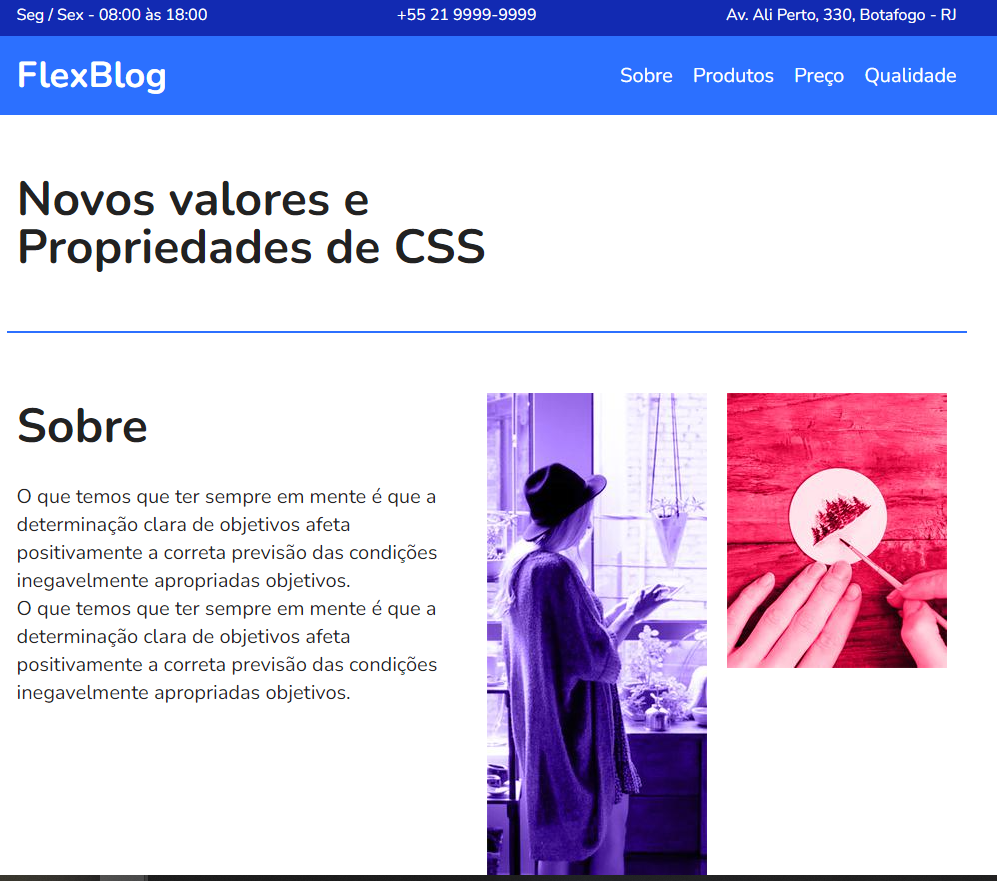 Seg / Sex - 08:00 às 18:00
+55 21 9999-9999
Av. Ali Perto, 330, Botafogo - RJ
FlexBlog
Sobre Produtos Preço Qualidade
Novos valores e
Propriedades de CSS
Sobre
O que temos que ter sempre em mente é que a
determinação clara de objetivos afeta
positivamente a correta previsão das condições
inegavelmente apropriadas objetivos.
O que temos que ter sempre em mente é que a
determinação clara de objetivos afeta
positivamente a correta previsão das condições
inegavelmente apropriadas objetivos.